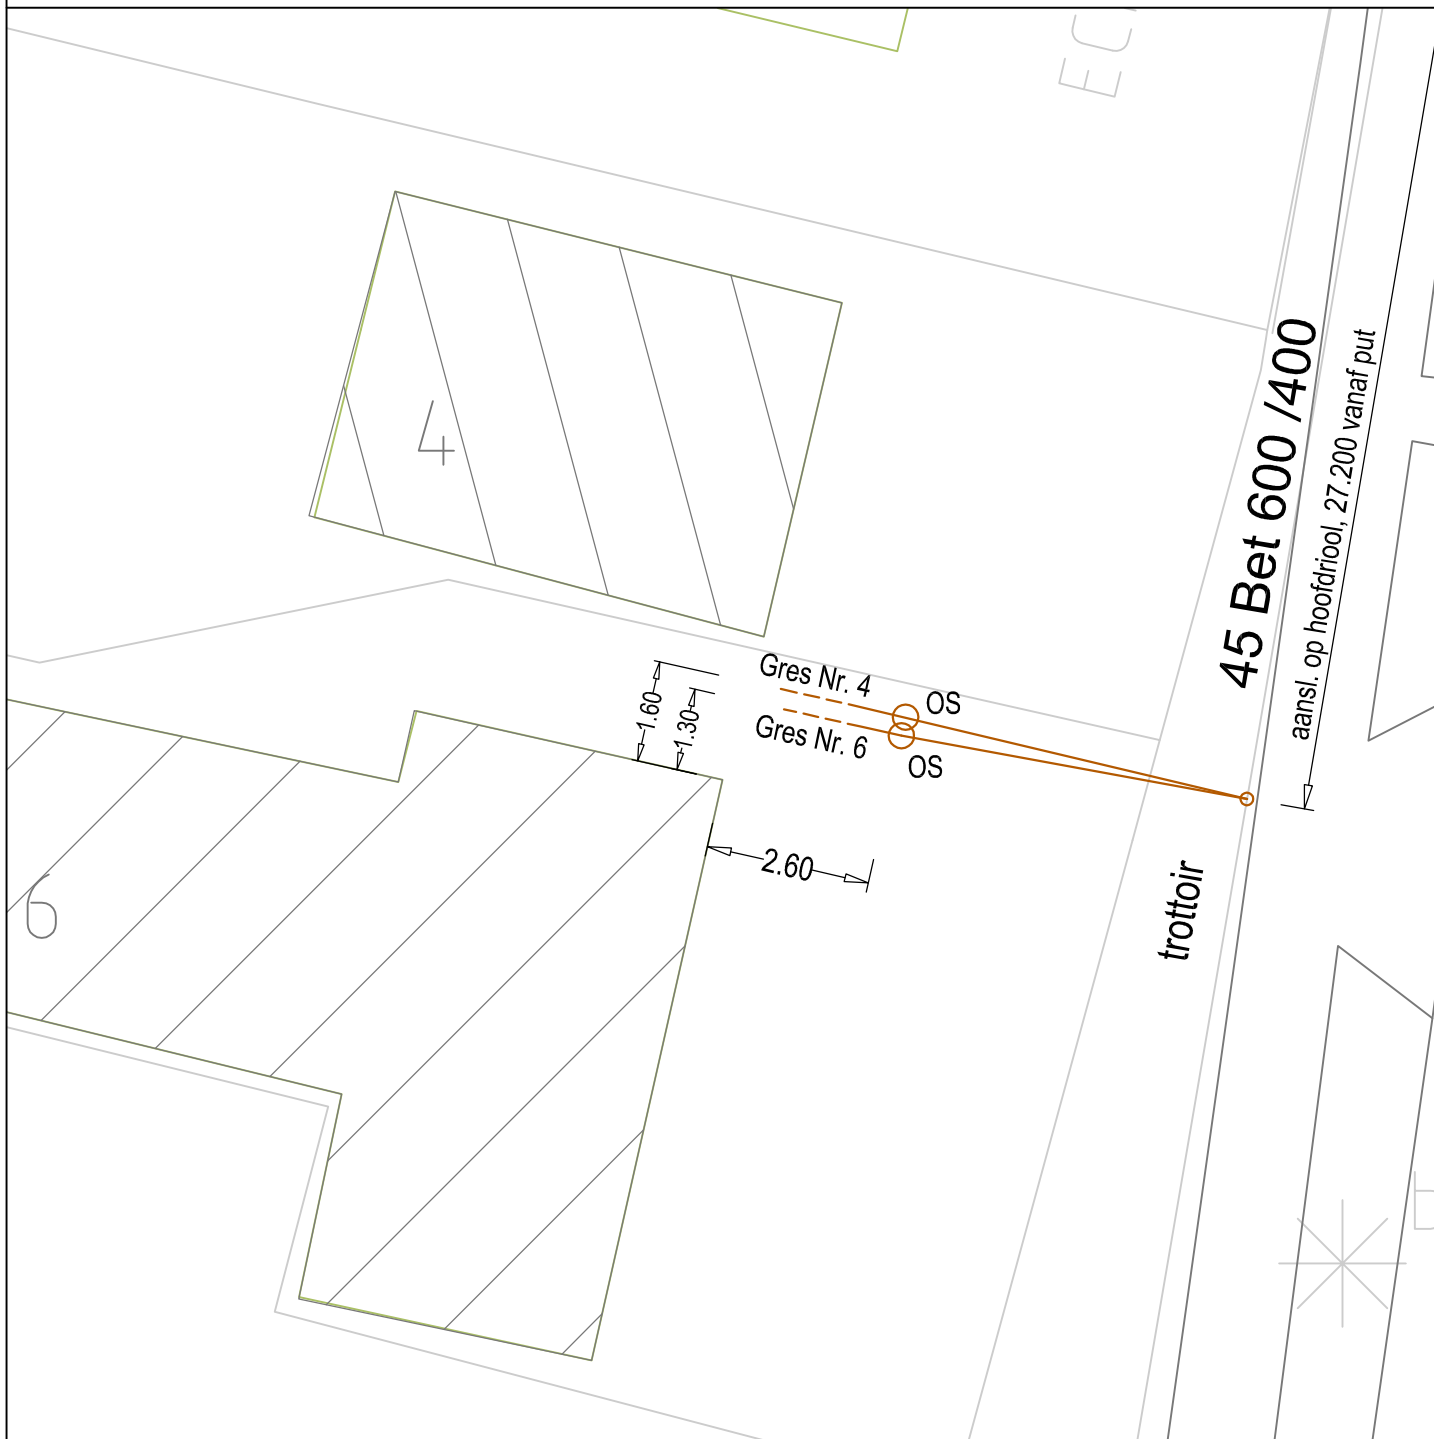 EC
4
45 Bet 600 /400
aansl. op hoofdriool, 27.200 vanaf put
Gres Nr. 4
OS
1.60
1.30
Gres Nr. 6
OS
2.60
6
trottoir